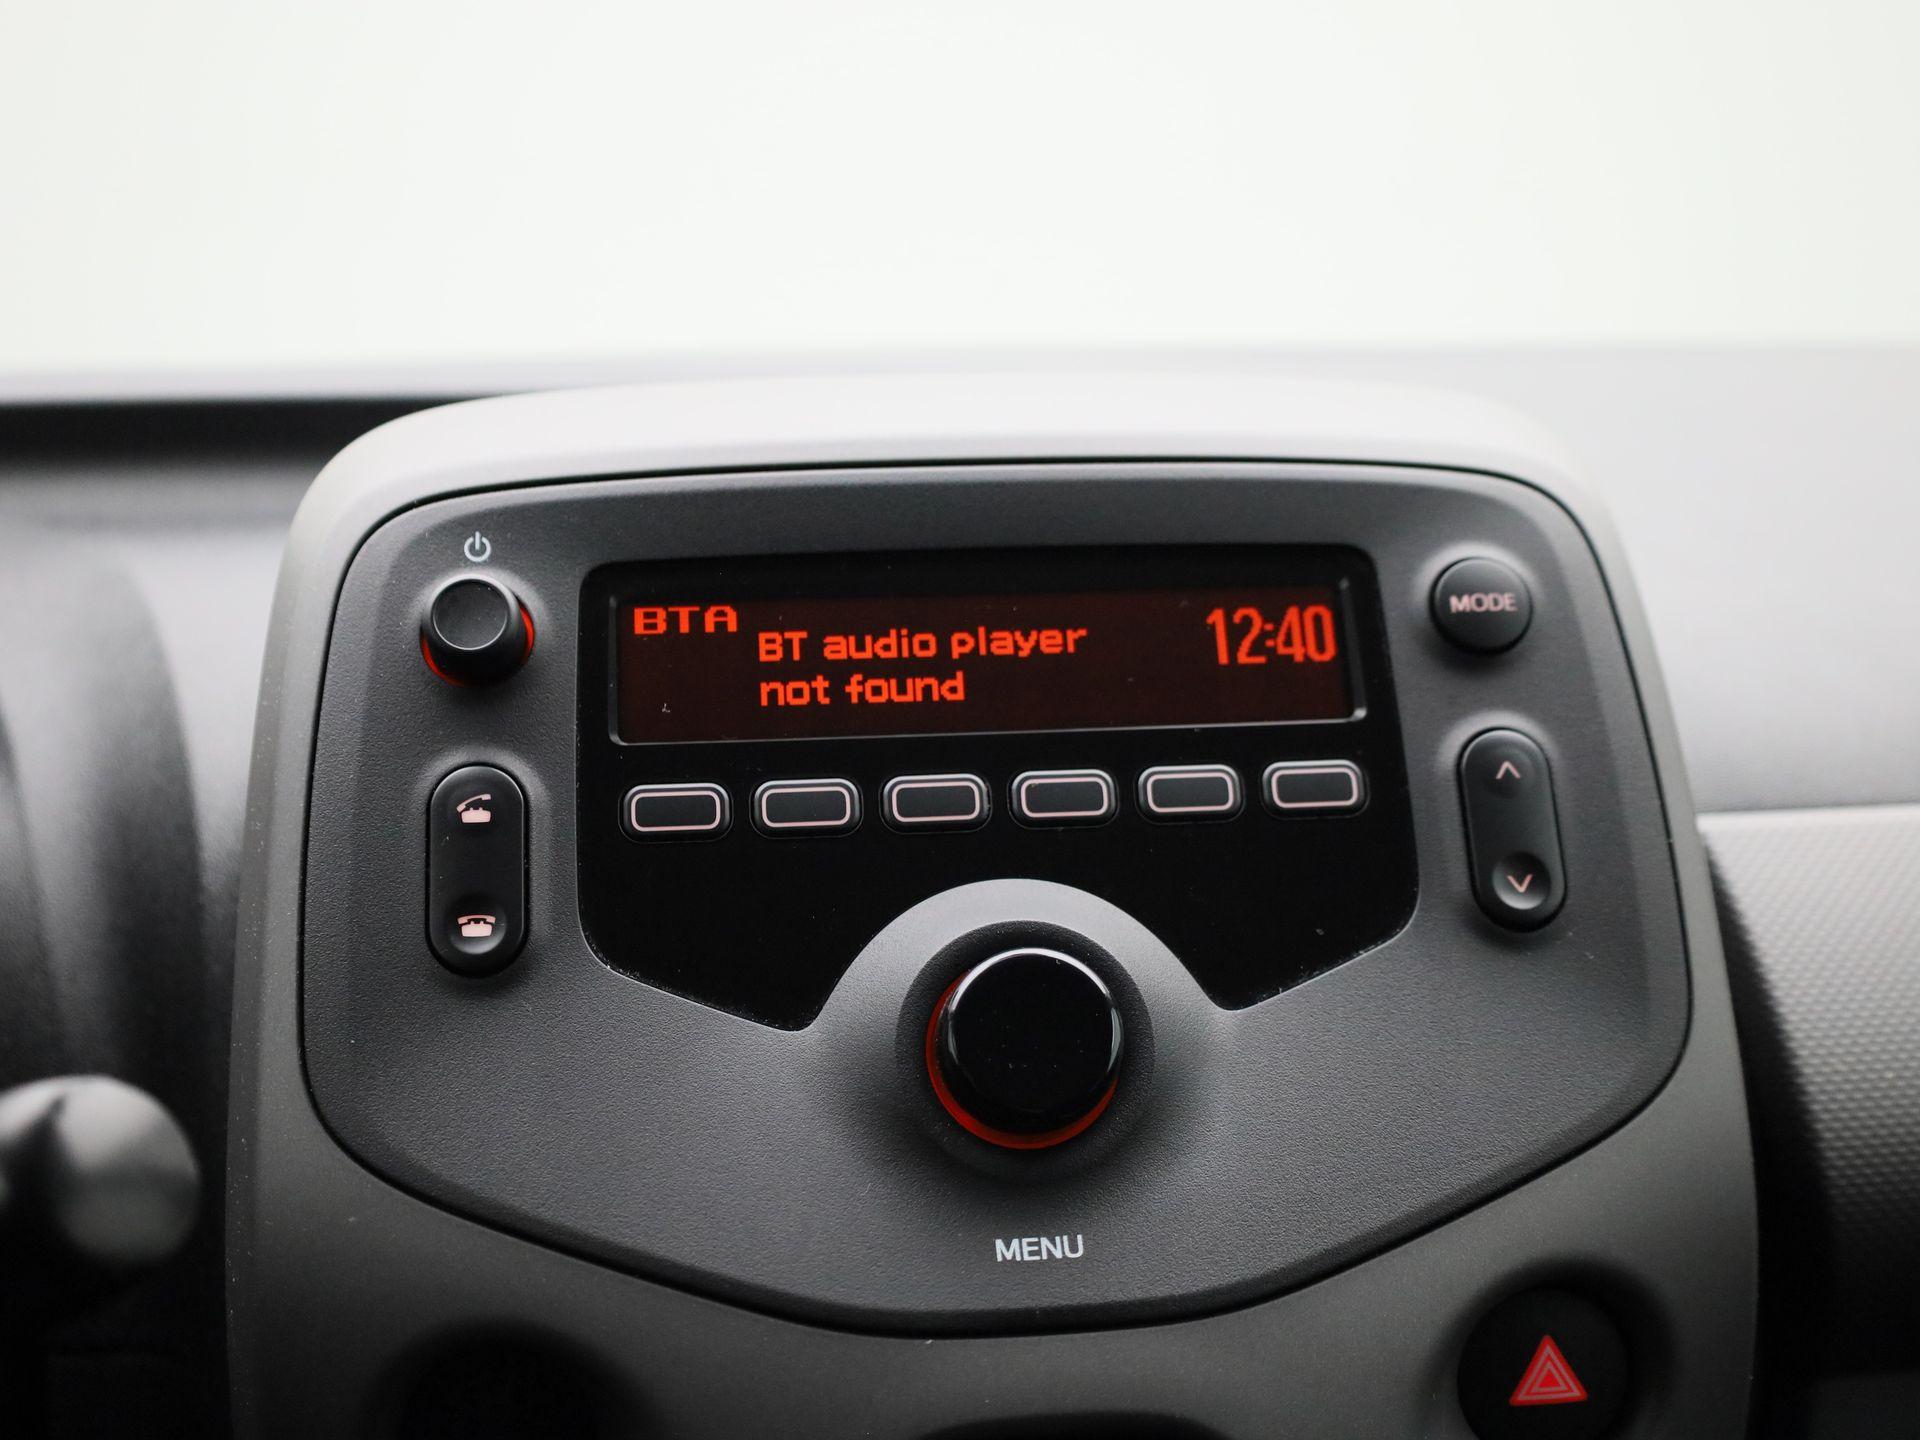 BTA
BT audio player
not found
12:40
MODE
MENU